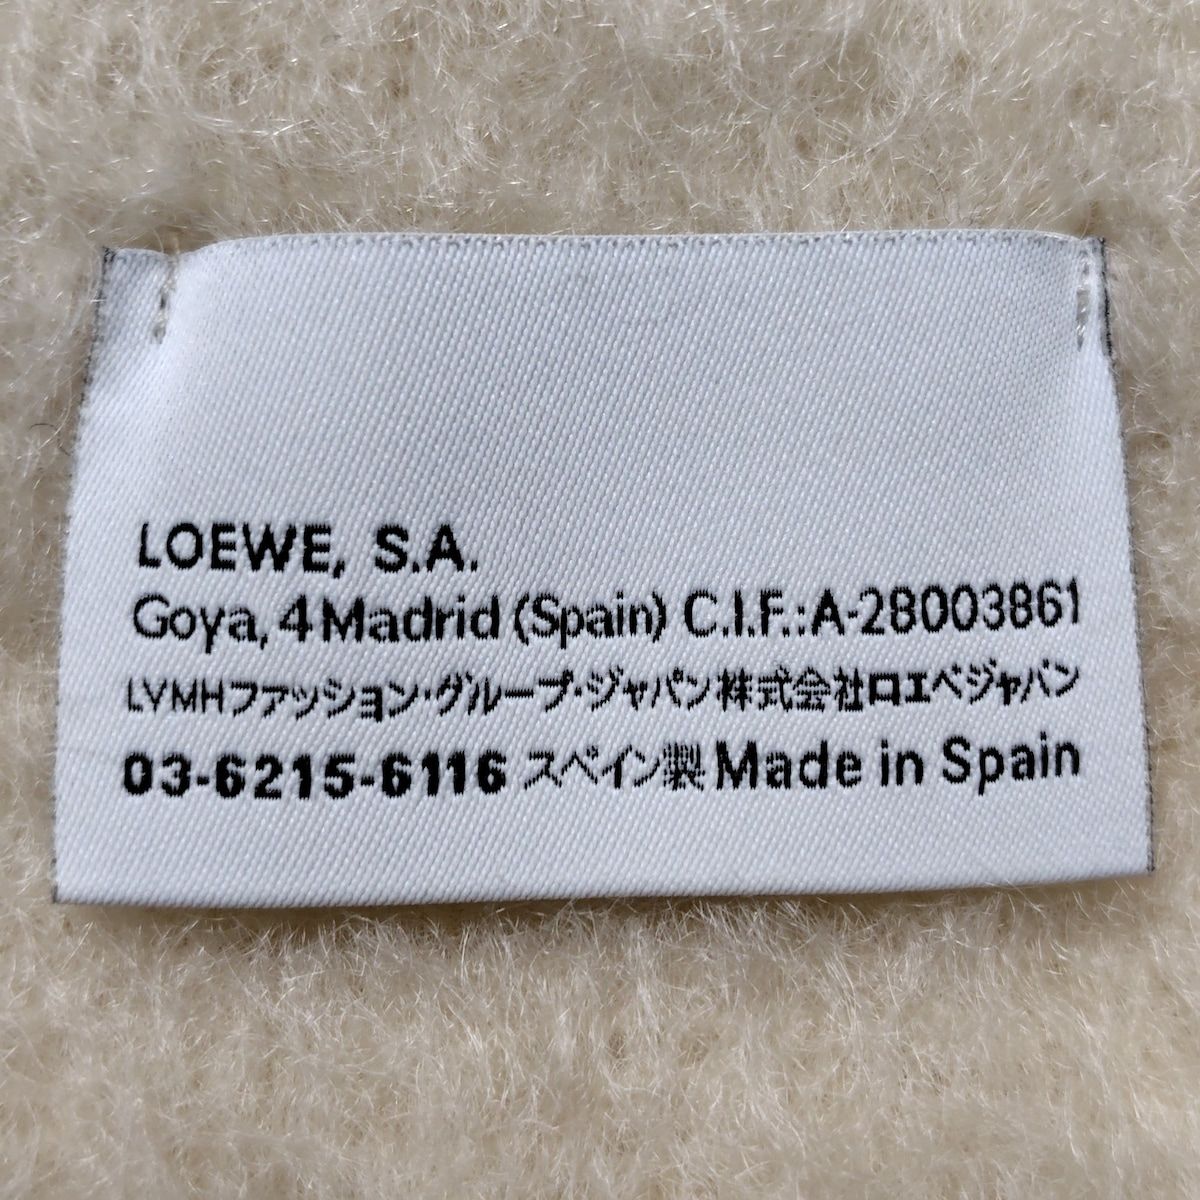 LOEWE, S.A.
Goya, 4 Madrid (Spain) C.I.F.:A-28003861
LVMHファッション・グループ・ジャパン株式会社ロエベジャパン
03-6215-6116 スペイン製 Made in Spain